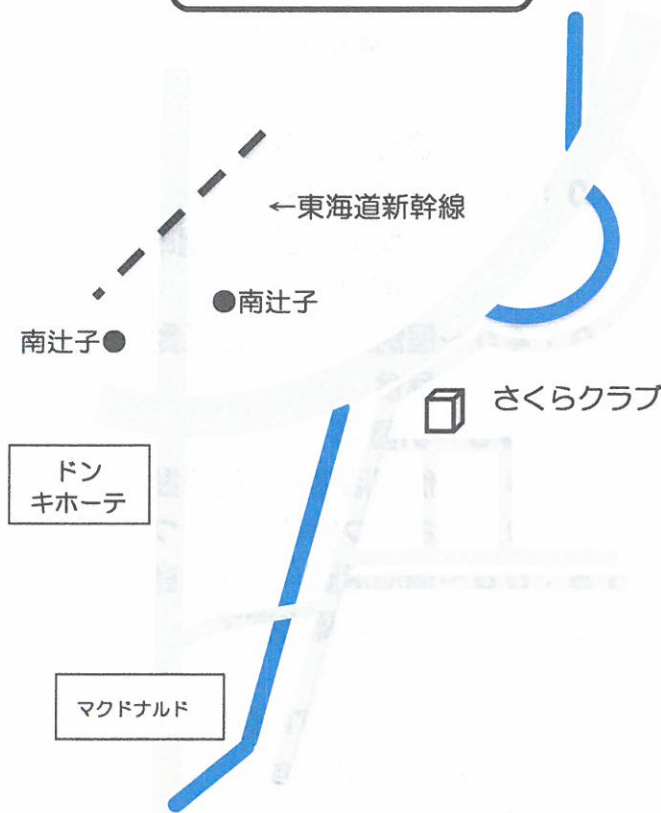 ←東海道新幹線
●南辻子
南辻子●
さくらクラブ
ドン
キホーテ
マクドナルド